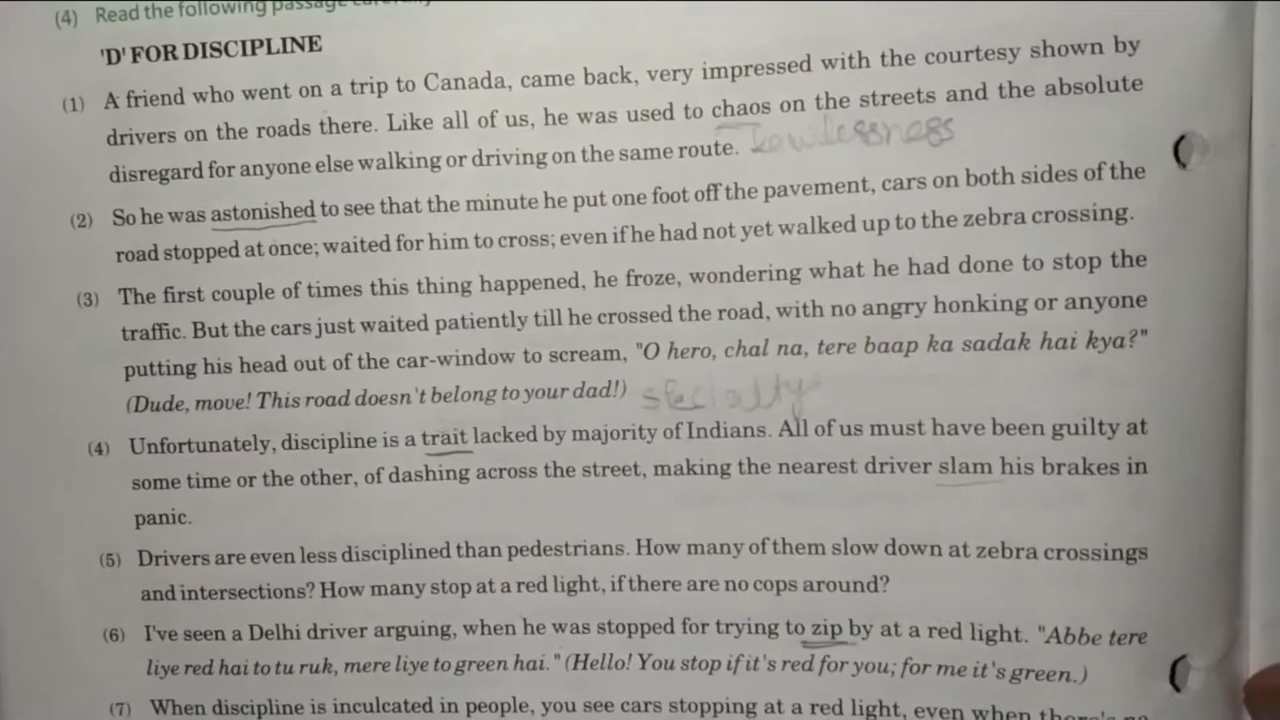 (4) Read the following passage carefully
'D' FOR DISCIPLINE
(1) A friend who went on a trip to Canada, came back, very impressed with the courtesy shown by
drivers on the roads there. Like all of us, he was used to chaos on the streets and the absolute
disregard for anyone else walking or driving on the same route. Lawlessness
(2) So he was astonished to see that the minute he put one foot off the pavement, cars on both sides of the
road stopped at once; waited for him to cross; even if he had not yet walked up to the zebra crossing.
(3) The first couple of times this thing happened, he froze, wondering what he had done to stop the
traffic. But the cars just waited patiently till he crossed the road, with no angry honking or anyone
putting his head out of the car-window to scream, "O hero, chal na, tere baap ka sadak hai kya?"
(Dude, move! This road doesn't belong to your dad!) specialty
(4) Unfortunately, discipline is a trait lacked by majority of Indians. All of us must have been guilty at
some time or the other, of dashing across the street, making the nearest driver slam his brakes in
panic.
(5) Drivers are even less disciplined than pedestrians. How many of them slow down at zebra crossings
and intersections? How many stop at a red light, if there are no cops around?
(6) I've seen a Delhi driver arguing, when he was stopped for trying to zip by at a red light. "Abbe tere
liye red hai to tu ruk, mere liye to green hai." (Hello! You stop if it's red for you; for me it's green.)
(7) When discipline is inculcated in people, you see cars stopping at a red light, even when there's no